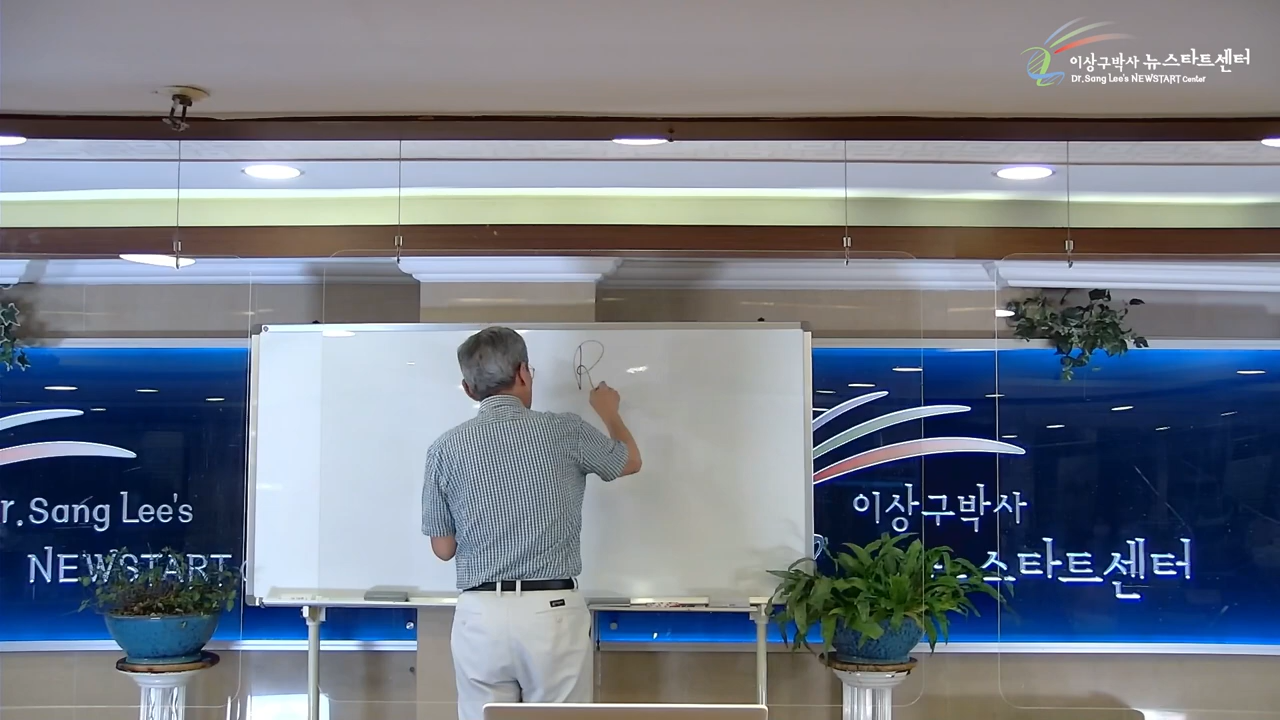 이상구박사 뉴스타트센터
Dr. Sang Lee's NEWSTART Center
R
r. Sang Lee's
NEWSTART
이상구박사
뉴스타트센터